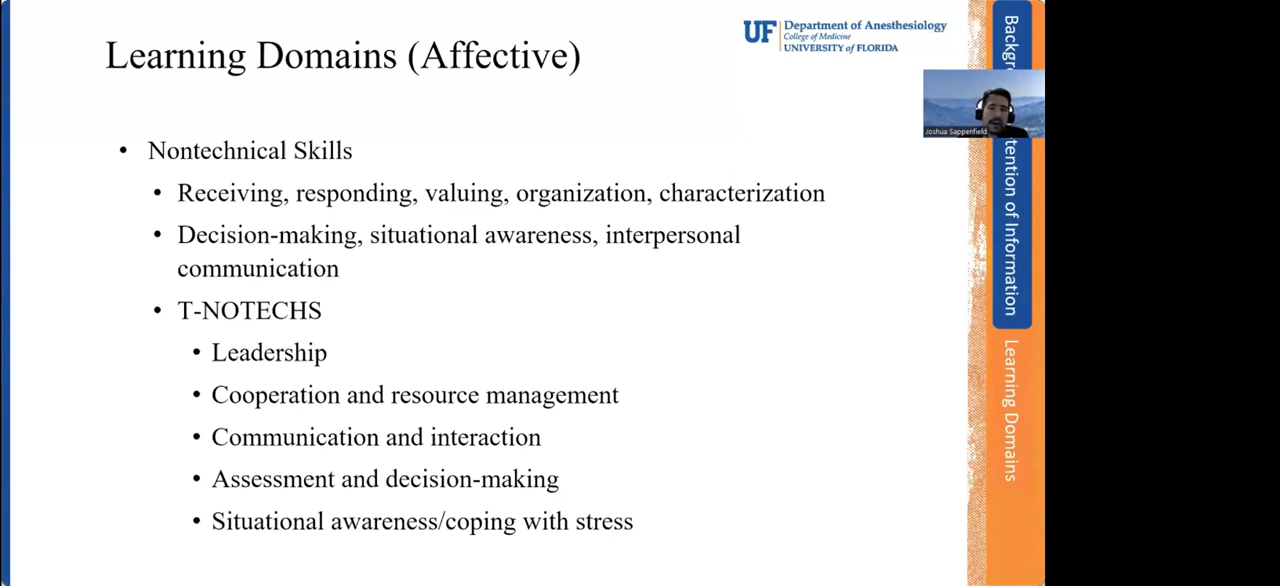 Learning Domains (Affective)
UF
Department of Anesthesiology
College of Medicine
UNIVERSITY of FLORIDA
Joshua Sappenfield
• Nontechnical Skills
• Receiving, responding, valuing, organization, characterization
• Decision-making, situational awareness, interpersonal
communication
• T-NOTECHS
• Leadership
• Cooperation and resource management
• Communication and interaction
• Assessment and decision-making
• Situational awareness/coping with stress
of Information
Learning Domains